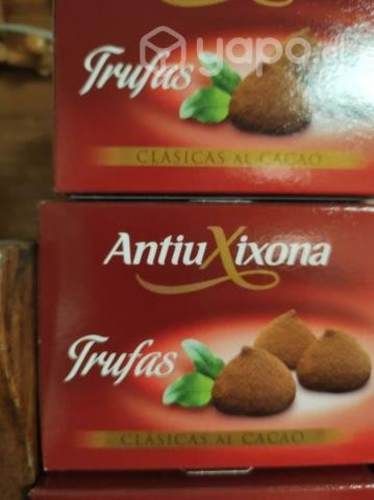 yapo.cl
Trufas
CLÁSICAS AL CACAO
AntiuXixona
Trufas
CLÁSICAS AL CACAO